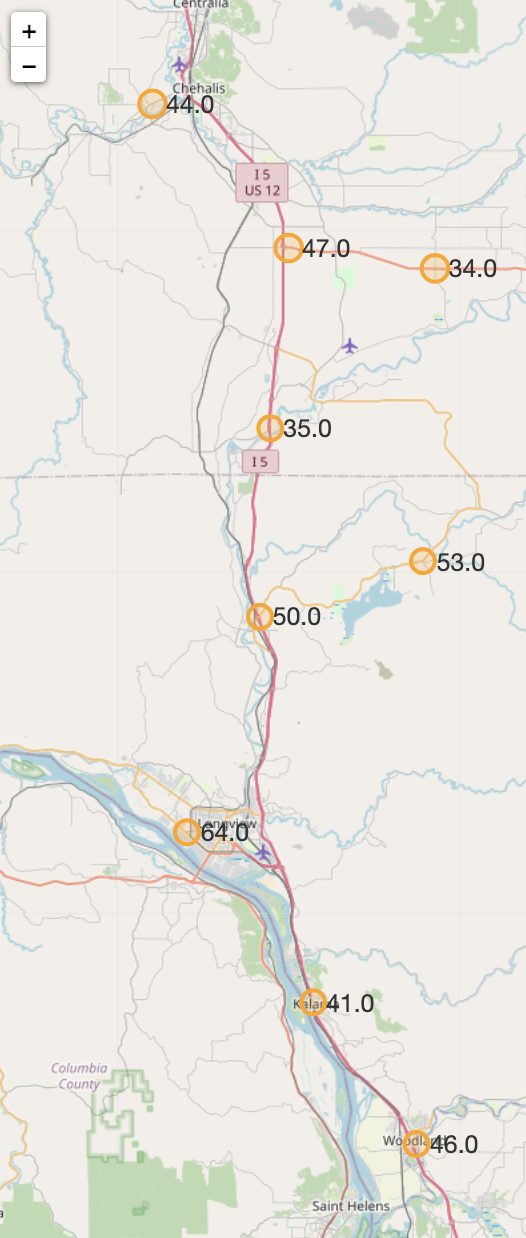 +
Centralia
−
Chehalis
44.0
I 5
US 12
47.0
34.0
35.0
I 5
53.0
50.0
Longview
64.0
Kalama
41.0
Columbia
County
Woodland
46.0
Saint Helens
a